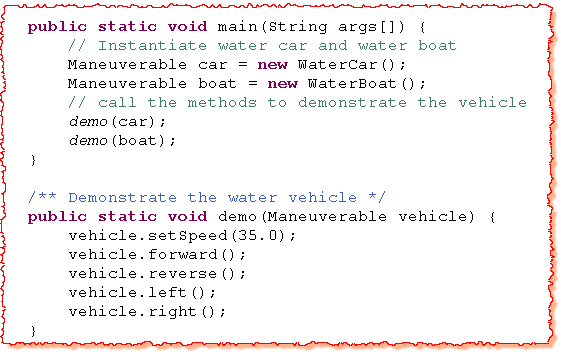 public static void main(String args[]) {
// Instantiate water car and water boat
Maneuverable car = new WaterCar();
Maneuverable boat = new WaterBoat();
// call the methods to demonstrate the vehicle
demo(car);
demo(boat);
}
/** Demonstrate the water vehicle */
public static void demo(Maneuverable vehicle) {
vehicle.setSpeed(35.0);
vehicle.forward();
vehicle.reverse();
vehicle.left();
vehicle.right();
}